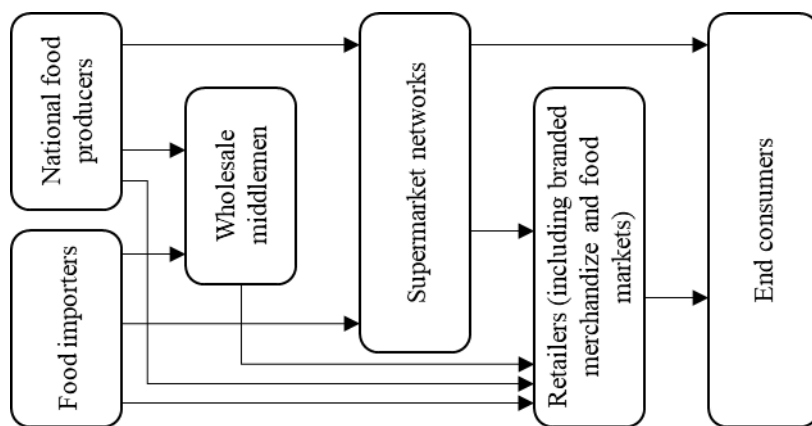 National food
producers
Food importers
Wholesale
middlemen
Supermarket networks
Retailers (including branded
merchandize and food
markets)
End consumers